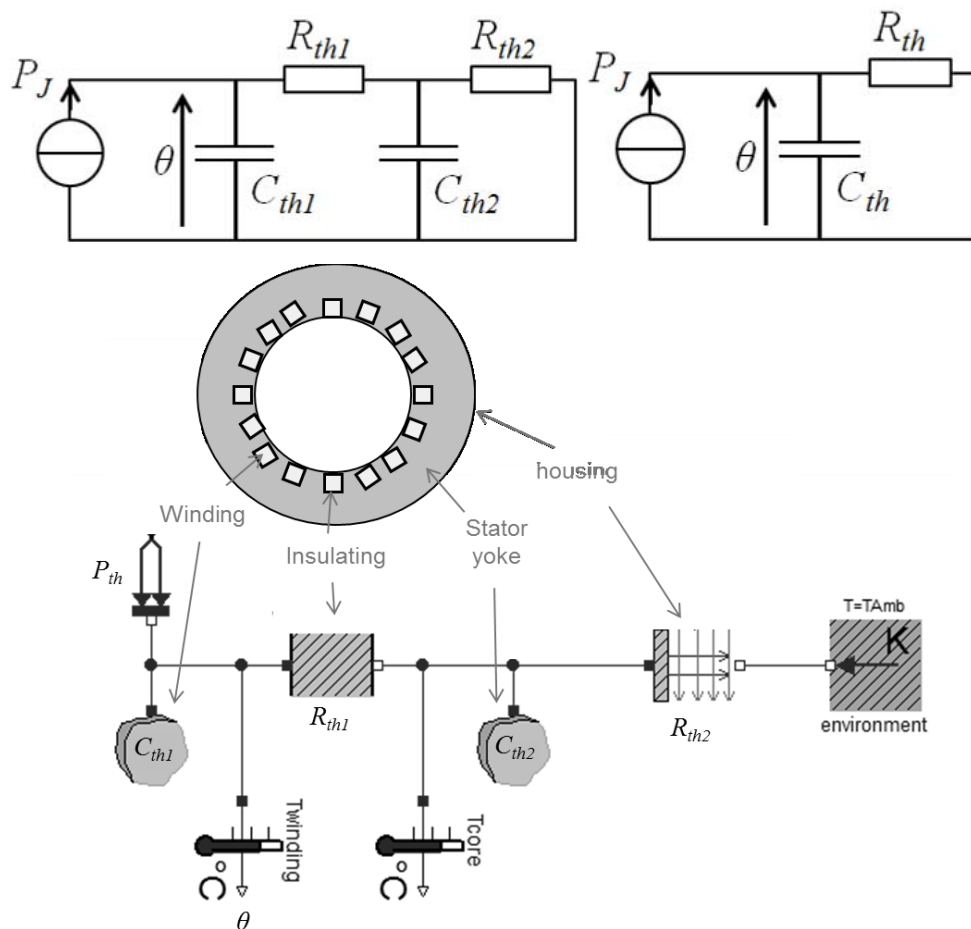 P_J
θ
R_th1
C_th1
R_th2
C_th2
P_J
θ
R_th
C_th
housing
Winding
Insulating
Stator
yoke
P_th
T=TAmb
K
environment
R_th1
R_th2
C_th1
C_th2
Twinding
Tcore
°C
°C
θ